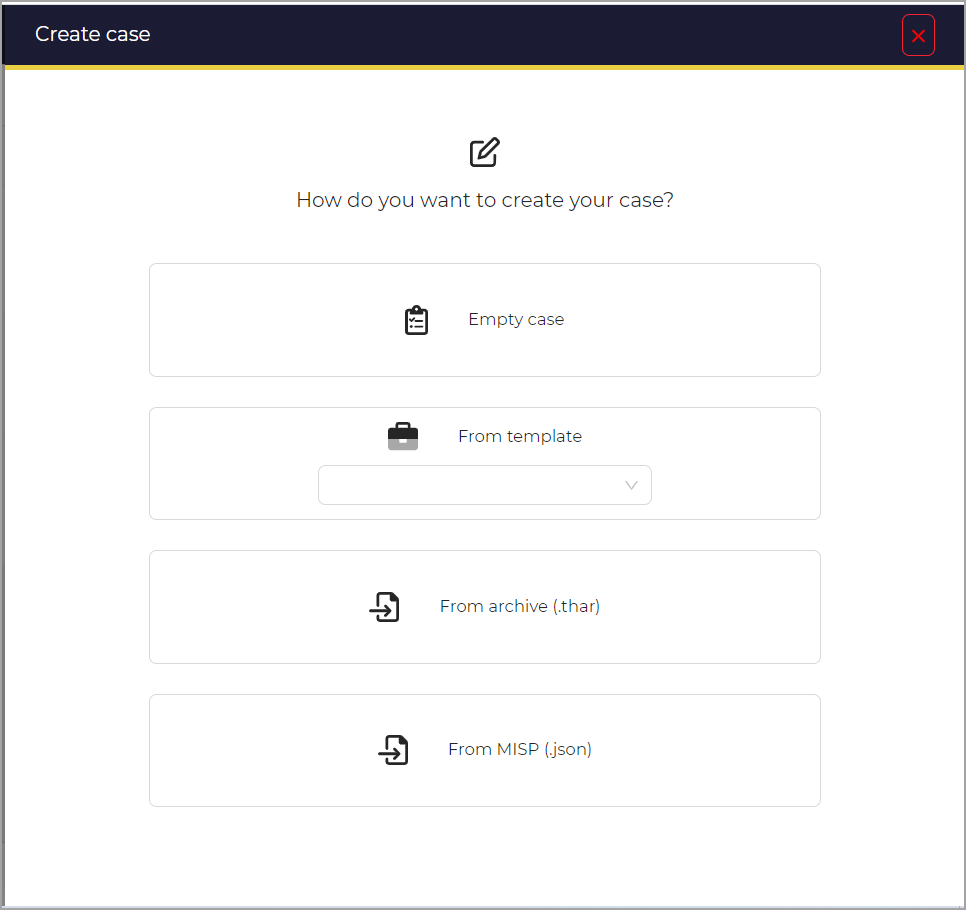 Create case
How do you want to create your case?
Empty case
From template
From archive (.thar)
From MISP (.json)